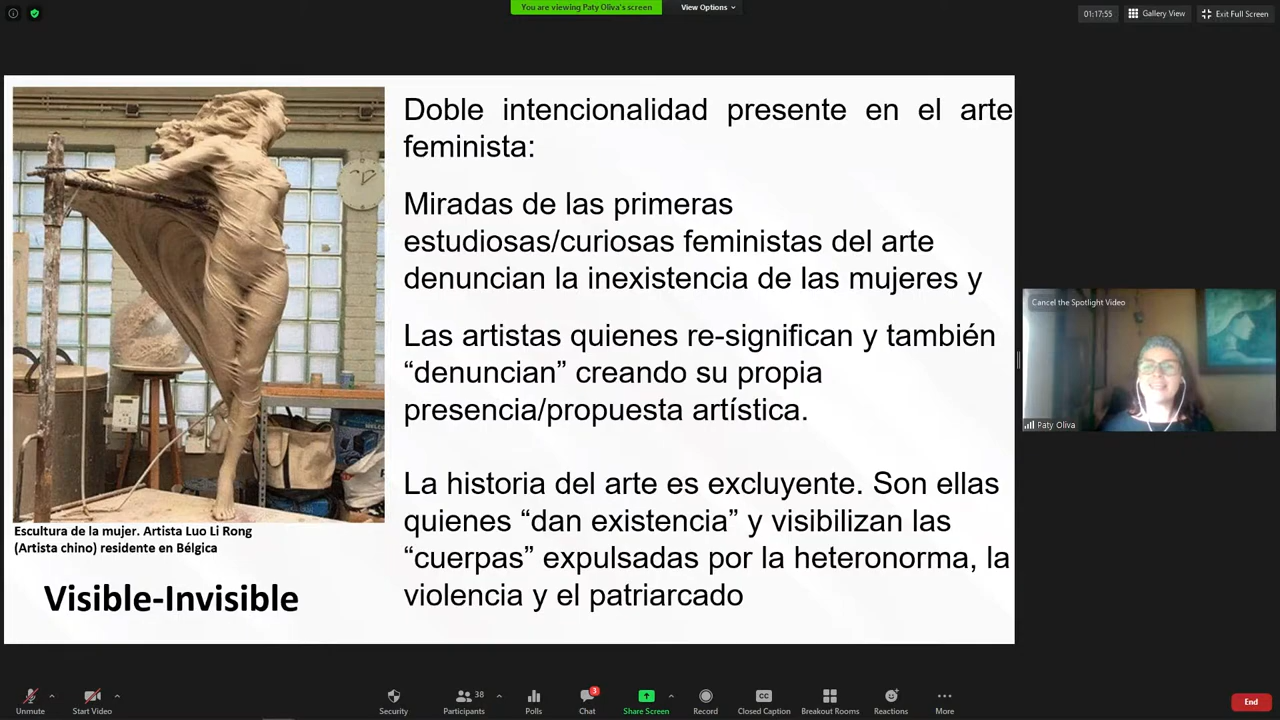 You are viewing Paty Oliva's screen
View Options
01:17:55
Gallery View
Exit Full Screen
Doble intencionalidad presente en el arte
feminista:
Miradas de las primeras
estudiosas/curiosas feministas del arte
denuncian la inexistencia de las mujeres y
Las artistas quienes re-significan y también
“denuncian” creando su propia
presencia/propuesta artística.
La historia del arte es excluyente. Son ellas
quienes “dan existencia” y visibilizan las
“cuerpas” expulsadas por la heteronorma, la
violencia y el patriarcado
Escultura de la mujer. Artista Luo Li Rong
(Artista chino) residente en Bélgica
Visible-Invisible
Cancel the Spotlight Video
Paty Oliva
Unmute
Start Video
Security
38
Participants
Polls
3
Chat
Share Screen
Record
CC
Closed Caption
Breakout Rooms
Reactions
More
End